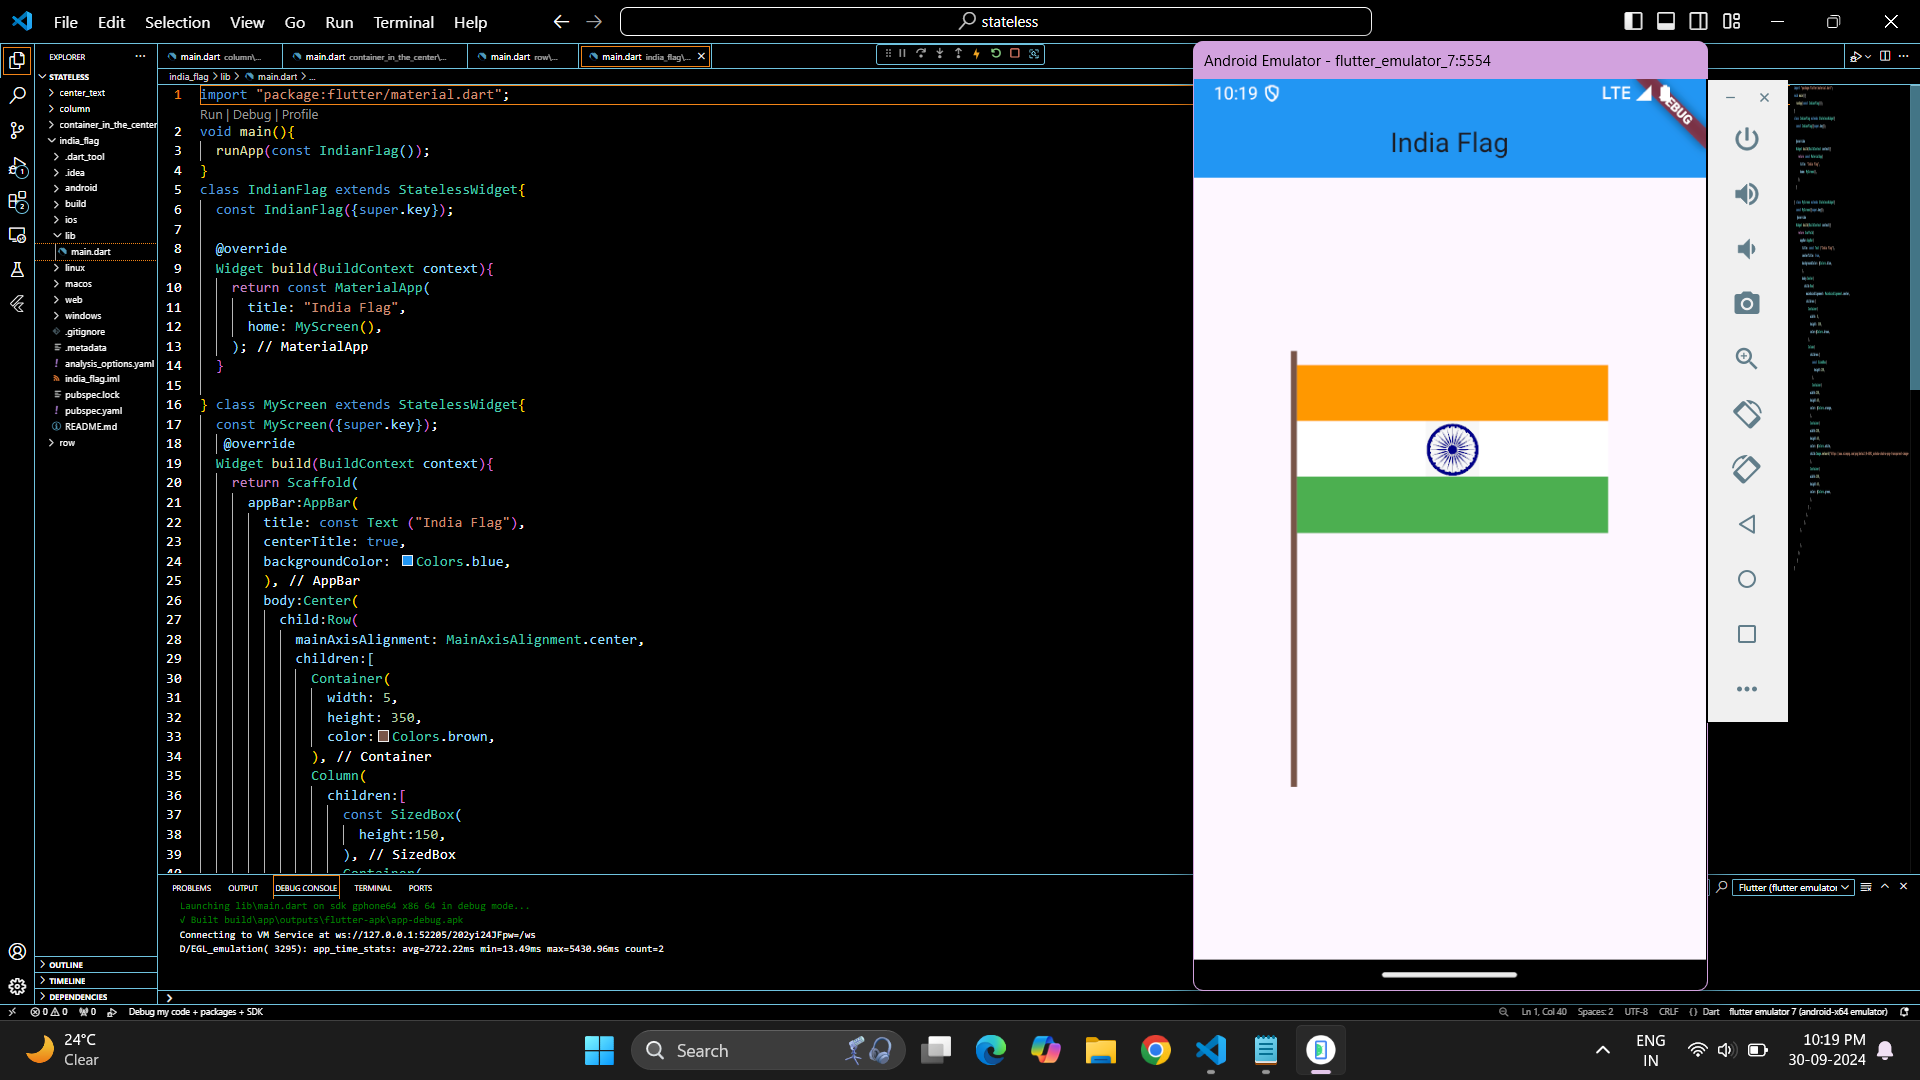 File Edit Selection View Go Run Terminal Help
stateless
EXPLORER
STATELESS
center_text
column
container_in_the_center
india_flag
.dart_tool
.idea
android
build
ios
lib
main.dart
linux
macos
web
windows
.gitignore
.metadata
analysis_options.yaml
india_flag.iml
pubspec.lock
pubspec.yaml
README.md
row
OUTLINE
TIMELINE
DEPENDENCIES
main.dart column\...
main.dart container_in_the_center\...
main.dart row\...
main.dart india_flag\...
india_flag > lib > main.dart > ...
1 import "package:flutter/material.dart";
Run | Debug | Profile
2 void main(){
3 runApp(const IndianFlag());
4 }
5 class IndianFlag extends StatelessWidget{
6 const IndianFlag({super.key});
7
8 @override
9 Widget build(BuildContext context){
10 return const MaterialApp(
11 title: "India Flag",
12 home: MyScreen(),
13 ); // MaterialApp
14 }
15
16 } class MyScreen extends StatelessWidget{
17 const MyScreen({super.key});
18 @override
19 Widget build(BuildContext context){
20 return Scaffold(
21 appBar:AppBar(
22 title: const Text ("India Flag"),
23 centerTitle: true,
24 backgroundColor: Colors.blue,
25 ), // AppBar
26 body:Center(
27 child:Row(
28 mainAxisAlignment: MainAxisAlignment.center,
29 children:[
30 Container(
31 width: 5,
32 height: 350,
33 color: Colors.brown,
34 ), // Container
35 Column(
36 children:[
37 const SizedBox(
38 height:150,
39 ), // SizedBox
PROBLEMS OUTPUT DEBUG CONSOLE TERMINAL PORTS
Flutter (flutter emulator
Launching lib\main.dart on sdk gphone64 x86 64 in debug mode...
√ Built build\app\outputs\flutter-apk\app-debug.apk
Connecting to VM Service at ws://127.0.0.1:52205/202yi24JFpw=/ws
D/EGL_emulation( 3295): app_time_stats: avg=2722.22ms min=13.49ms max=5430.96ms count=2
Android Emulator - flutter_emulator_7:5554
10:19
LTE
DEBUG
India Flag
0 0 0 Debug my code + packages + SDK
Ln 1, Col 40 Spaces: 2 UTF-8 CRLF {} Dart flutter emulator 7 (android-x64 emulator)
24°C
Clear
Search
ENG
IN
10:19 PM
30-09-2024